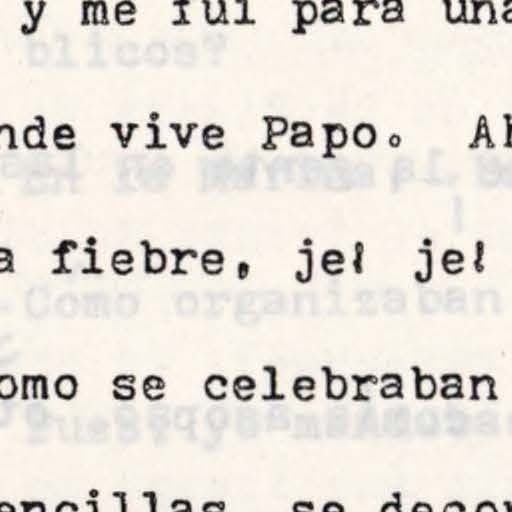 y me fui para una
nde vive Papo. Ah
a fiebre, je! je!
omo se celebraban
encillas, se decor